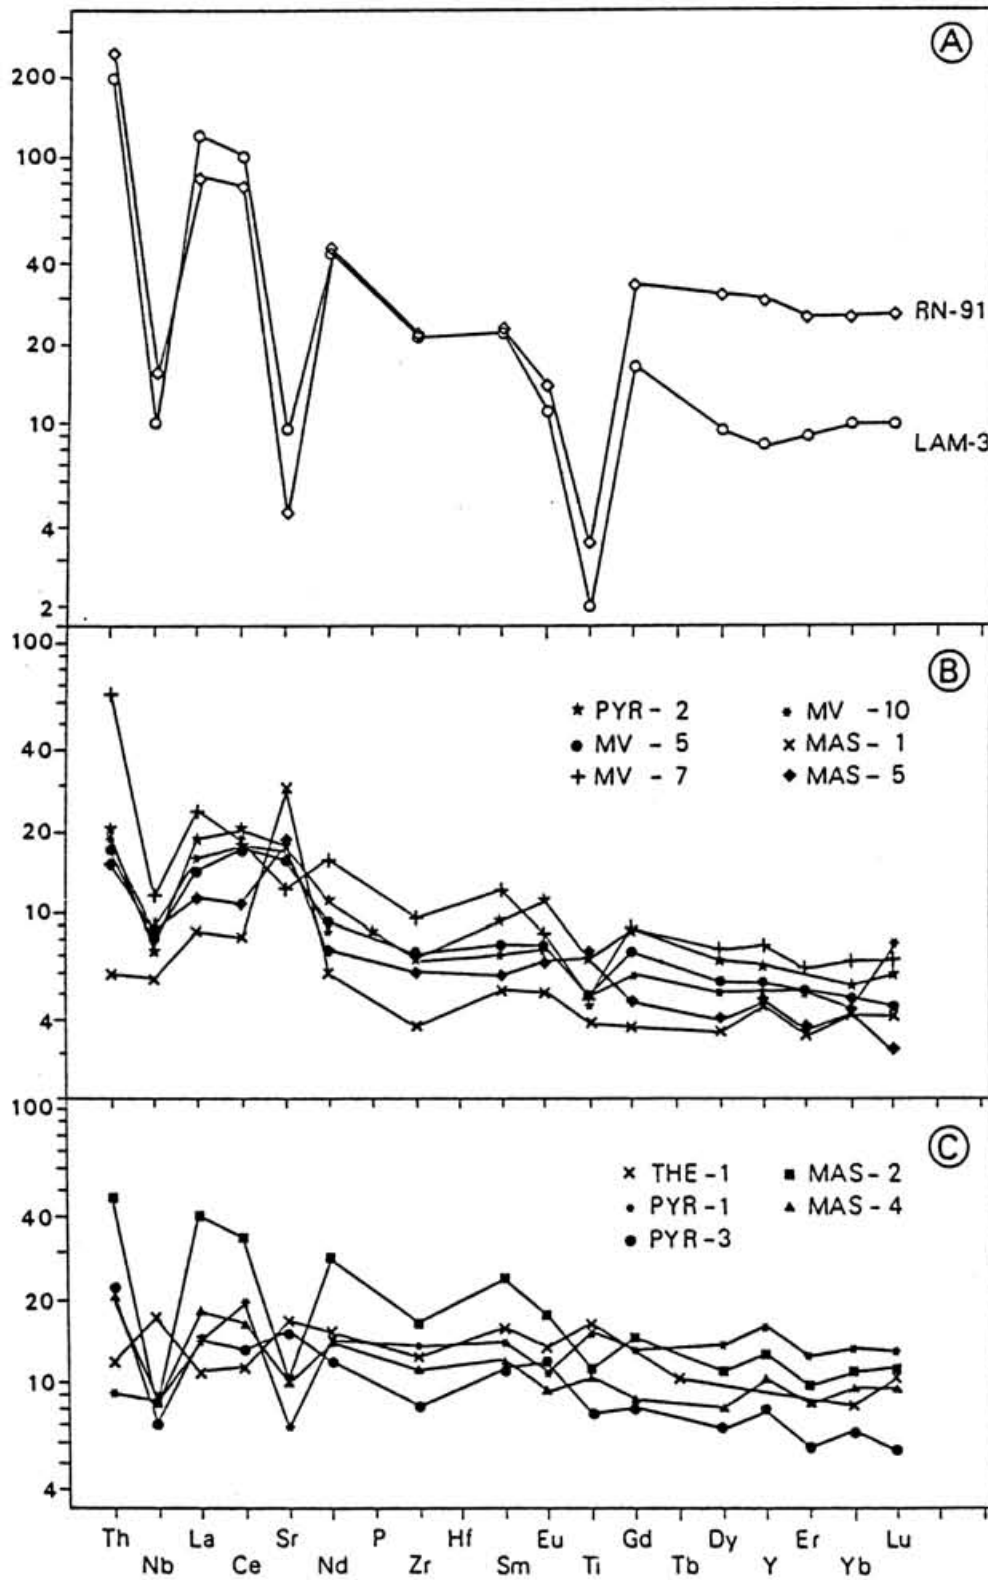 A
200
100
40
20
10
4
2
RN-91
LAM-3
B
100
40
20
10
4
PYR - 2
MV - 5
MV - 7
MV -10
MAS - 1
MAS - 5
C
100
40
20
10
4
THE -1
PYR -1
PYR -3
MAS - 2
MAS - 4
Th La Sr P Hf Eu Gd Dy Er Lu
Nb Ce Nd Zr Sm Ti Tb Y Yb